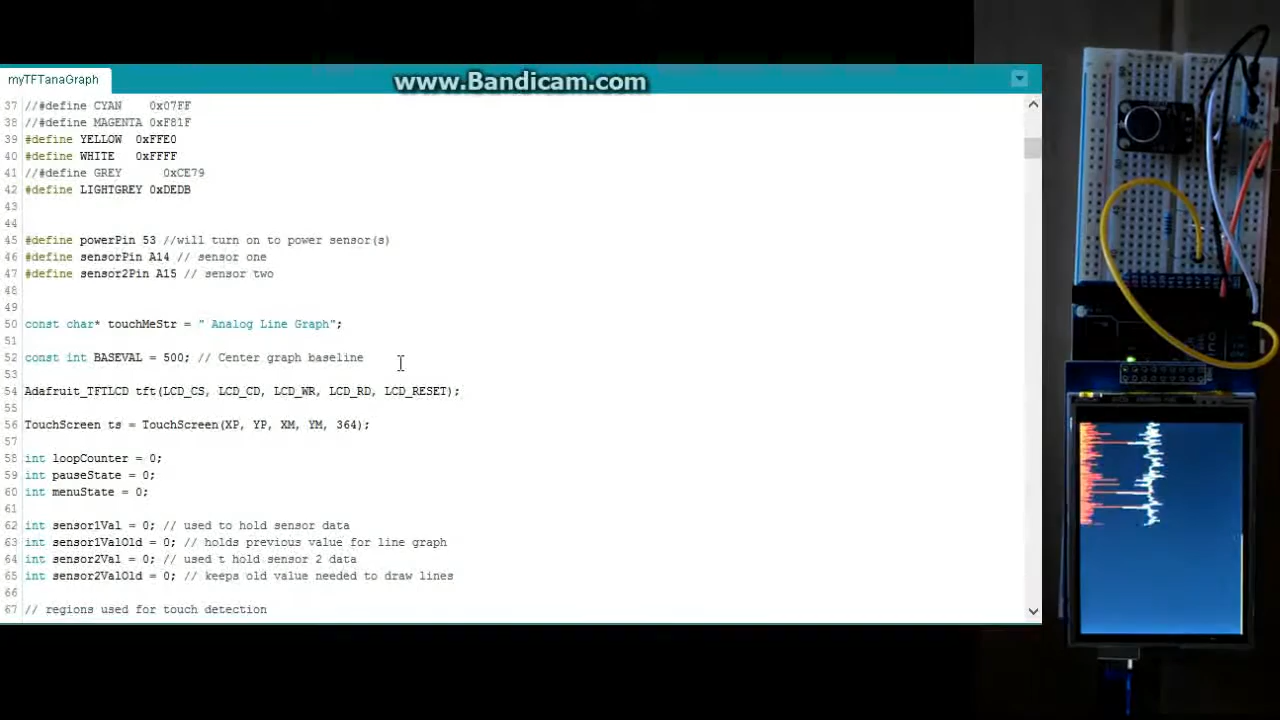 www.Bandicam.com
myTFTanaGraph
37 //#define CYAN 0x07FF
38 //#define MAGENTA 0xF81F
39 #define YELLOW 0xFFE0
40 #define WHITE 0xFFFF
41 //#define GREY 0xCE79
42 #define LIGHTGREY 0xDEDB
43
44
45 #define powerPin 53 //will turn on to power sensor(s)
46 #define sensorPin A14 // sensor one
47 #define sensor2Pin A15 // sensor two
48
49
50 const char* touchMeStr = " Analog Line Graph";
51
52 const int BASEVAL = 500; // Center graph baseline
53
54 Adafruit_TFTLCD tft(LCD_CS, LCD_CD, LCD_WR, LCD_RD, LCD_RESET);
55
56 TouchScreen ts = TouchScreen(XP, YP, XM, YM, 364);
57
58 int loopCounter = 0;
59 int pauseState = 0;
60 int menuState = 0;
61
62 int sensor1Val = 0; // used to hold sensor data
63 int sensor1ValOld = 0; // holds previous value for line graph
64 int sensor2Val = 0; // used t hold sensor 2 data
65 int sensor2ValOld = 0; // keeps old value needed to draw lines
66
67 // regions used for touch detection